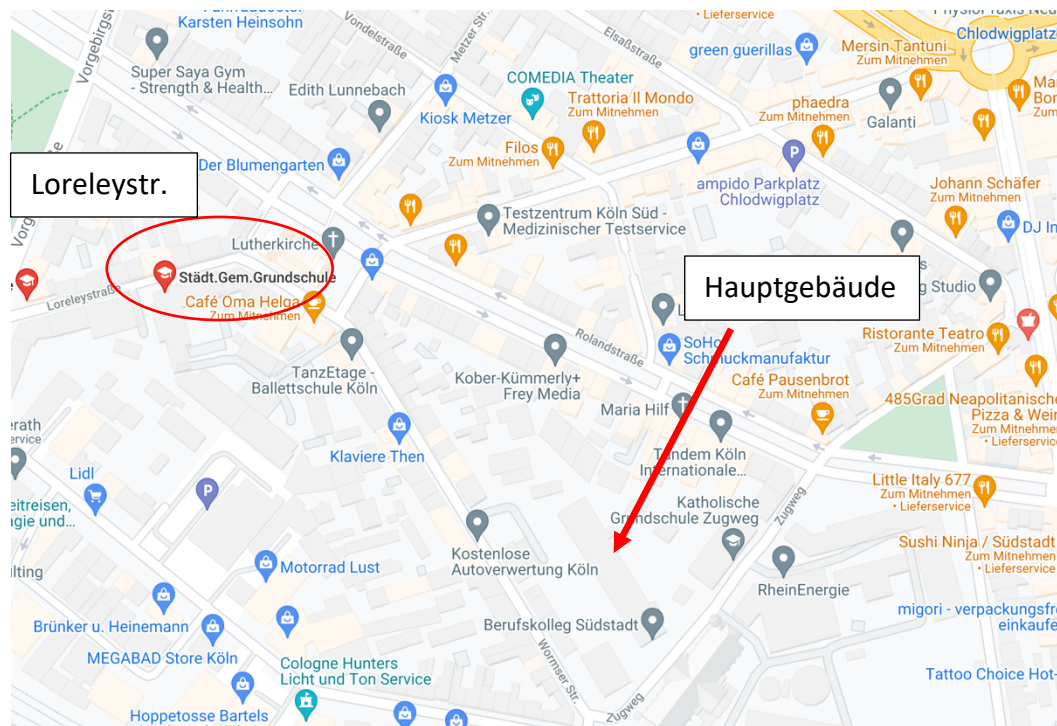 Karsten Heinsohn
Vorgebirgstr
Super Saya Gym
- Strength & Health...
Edith Lunnebach
Vondelstraße
Metzer Str.
Elsaßstraße
• Lieferservice
green guerillas
Chlodwigplatz
Mersin Tantuni
Zum Mitnehmen
COMEDIA Theater
Kiosk Metzer
Trattoria Il Mondo
Zum Mitnehmen
phaedra
Zum Mitnehmen
Galanti
Filos
Zum Mitnehmen
Der Blumengarten
Loreleystr.
ampido Parkplatz
Chlodwigplatz
Johann Schäfer
Zum Mitnehmen
Testzentrum Köln Süd -
Medizinischer Testservice
Lutherkirche
Städt.Gem.Grundschule
Loreleystraße
Café Oma Helga
Zum Mitnehmen
Hauptgebäude
Studio
Rolandstraße
SoHo
Schmuckmanufaktur
Ristorante Teatro
Zum Mitnehmen
TanzEtage -
Ballettschule Köln
Kober-Kümmerly+
Frey Media
Café Pausenbrot
Zum Mitnehmen
Maria Hilf
485Grad Neapolitanische
Pizza & Wein
Zum Mitnehmen
• Lieferservice
Klaviere Then
Tandem Köln
Internationale...
Lidl
P
Little Italy 677
Zum Mitnehmen
• Lieferservice
Katholische
Grundschule Zugweg
Zugweg
Kostenlose
Autoverwertung Köln
Sushi Ninja / Südstadt
Zum Mitnehmen
• Lieferservice
Motorrad Lust
RheinEnergie
Brünker u. Heinemann
Berufskolleg Südstadt
migori - verpackungsfr
einkaufe
MEGABAD Store Köln
Wormser Str.
Cologne Hunters
Licht und Ton Service
Tattoo Choice Hot-
Hoppetosse Bartels
Zugweg